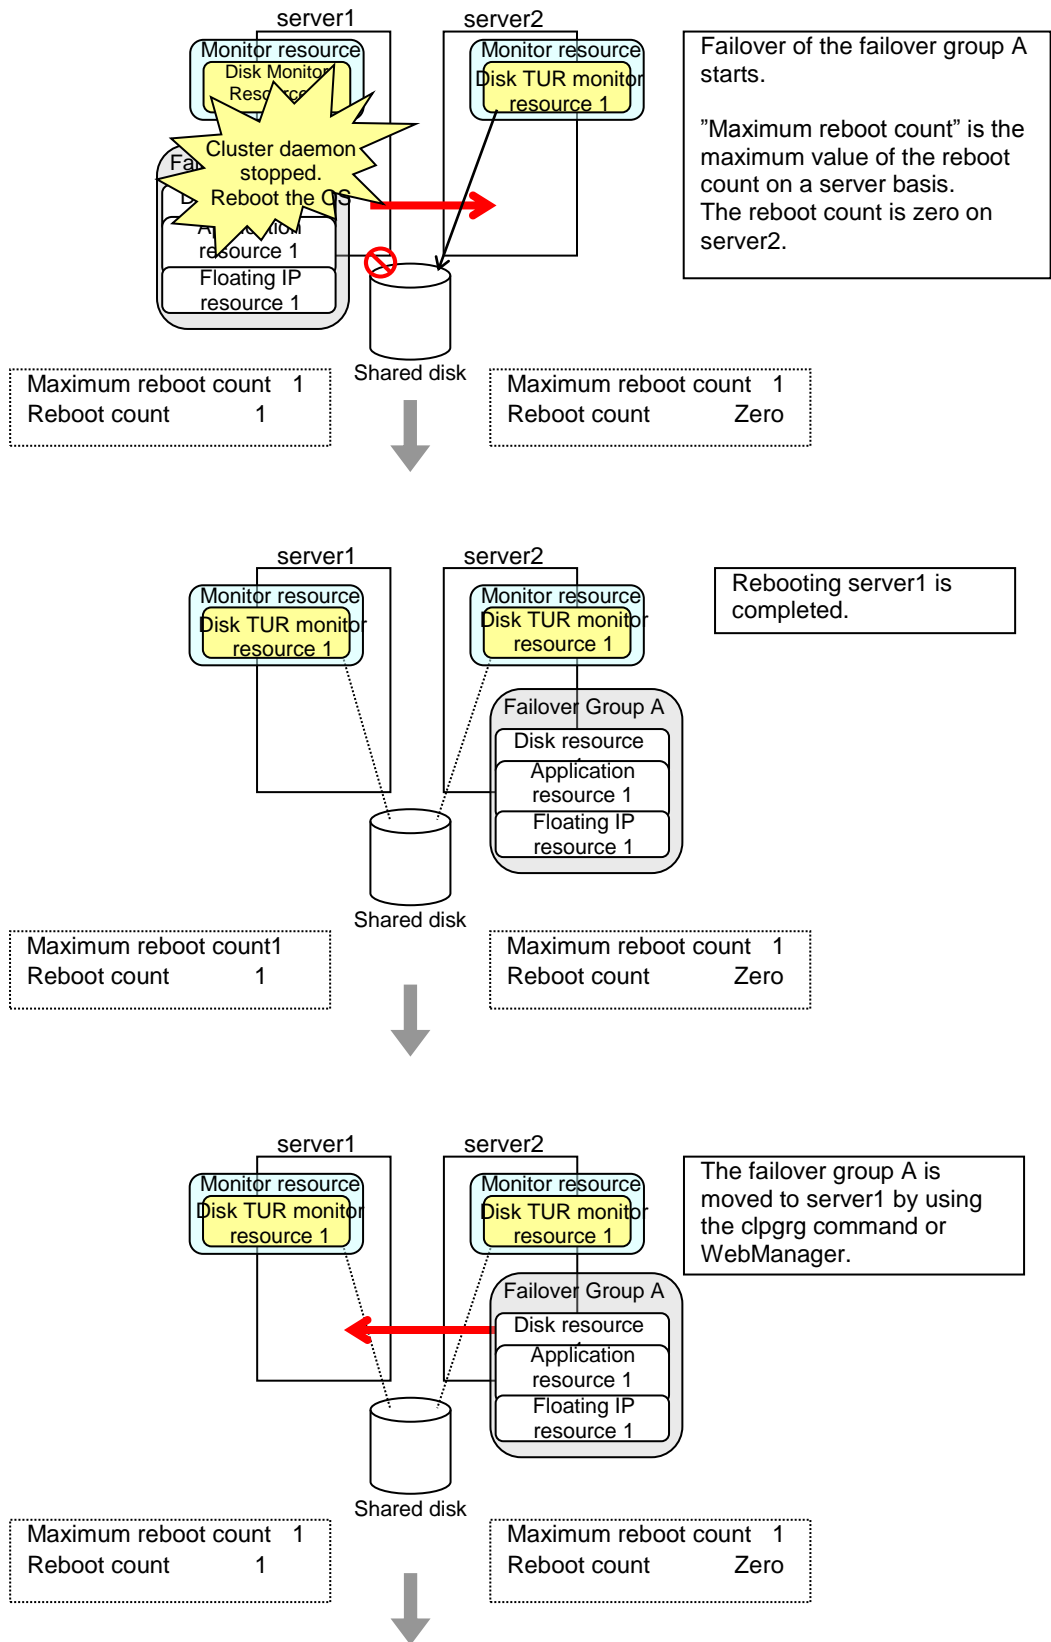 server1
server2
Monitor resource
Disk Monitor
Resource
Cluster daemon
stopped.
Reboot the OS
Application
resource 1
Floating IP
resource 1
Monitor resource
Disk TUR monitor
resource 1
Failover of the failover group A
starts.
”Maximum reboot count” is the
maximum value of the reboot
count on a server basis.
The reboot count is zero on
server2.
Shared disk
Maximum reboot count 1
Reboot count 1
Maximum reboot count 1
Reboot count Zero
server1
server2
Monitor resource
Disk TUR monitor
resource 1
Monitor resource
Disk TUR monitor
resource 1
Failover Group A
Disk resource
Application
resource 1
Floating IP
resource 1
Rebooting server1 is
completed.
Shared disk
Maximum reboot count1
Reboot count 1
Maximum reboot count 1
Reboot count Zero
server1
server2
Monitor resource
Disk TUR monitor
resource 1
Monitor resource
Disk TUR monitor
resource 1
Failover Group A
Disk resource
Application
resource 1
Floating IP
resource 1
The failover group A is
moved to server1 by using
the clpgrg command or
WebManager.
Shared disk
Maximum reboot count 1
Reboot count 1
Maximum reboot count 1
Reboot count Zero